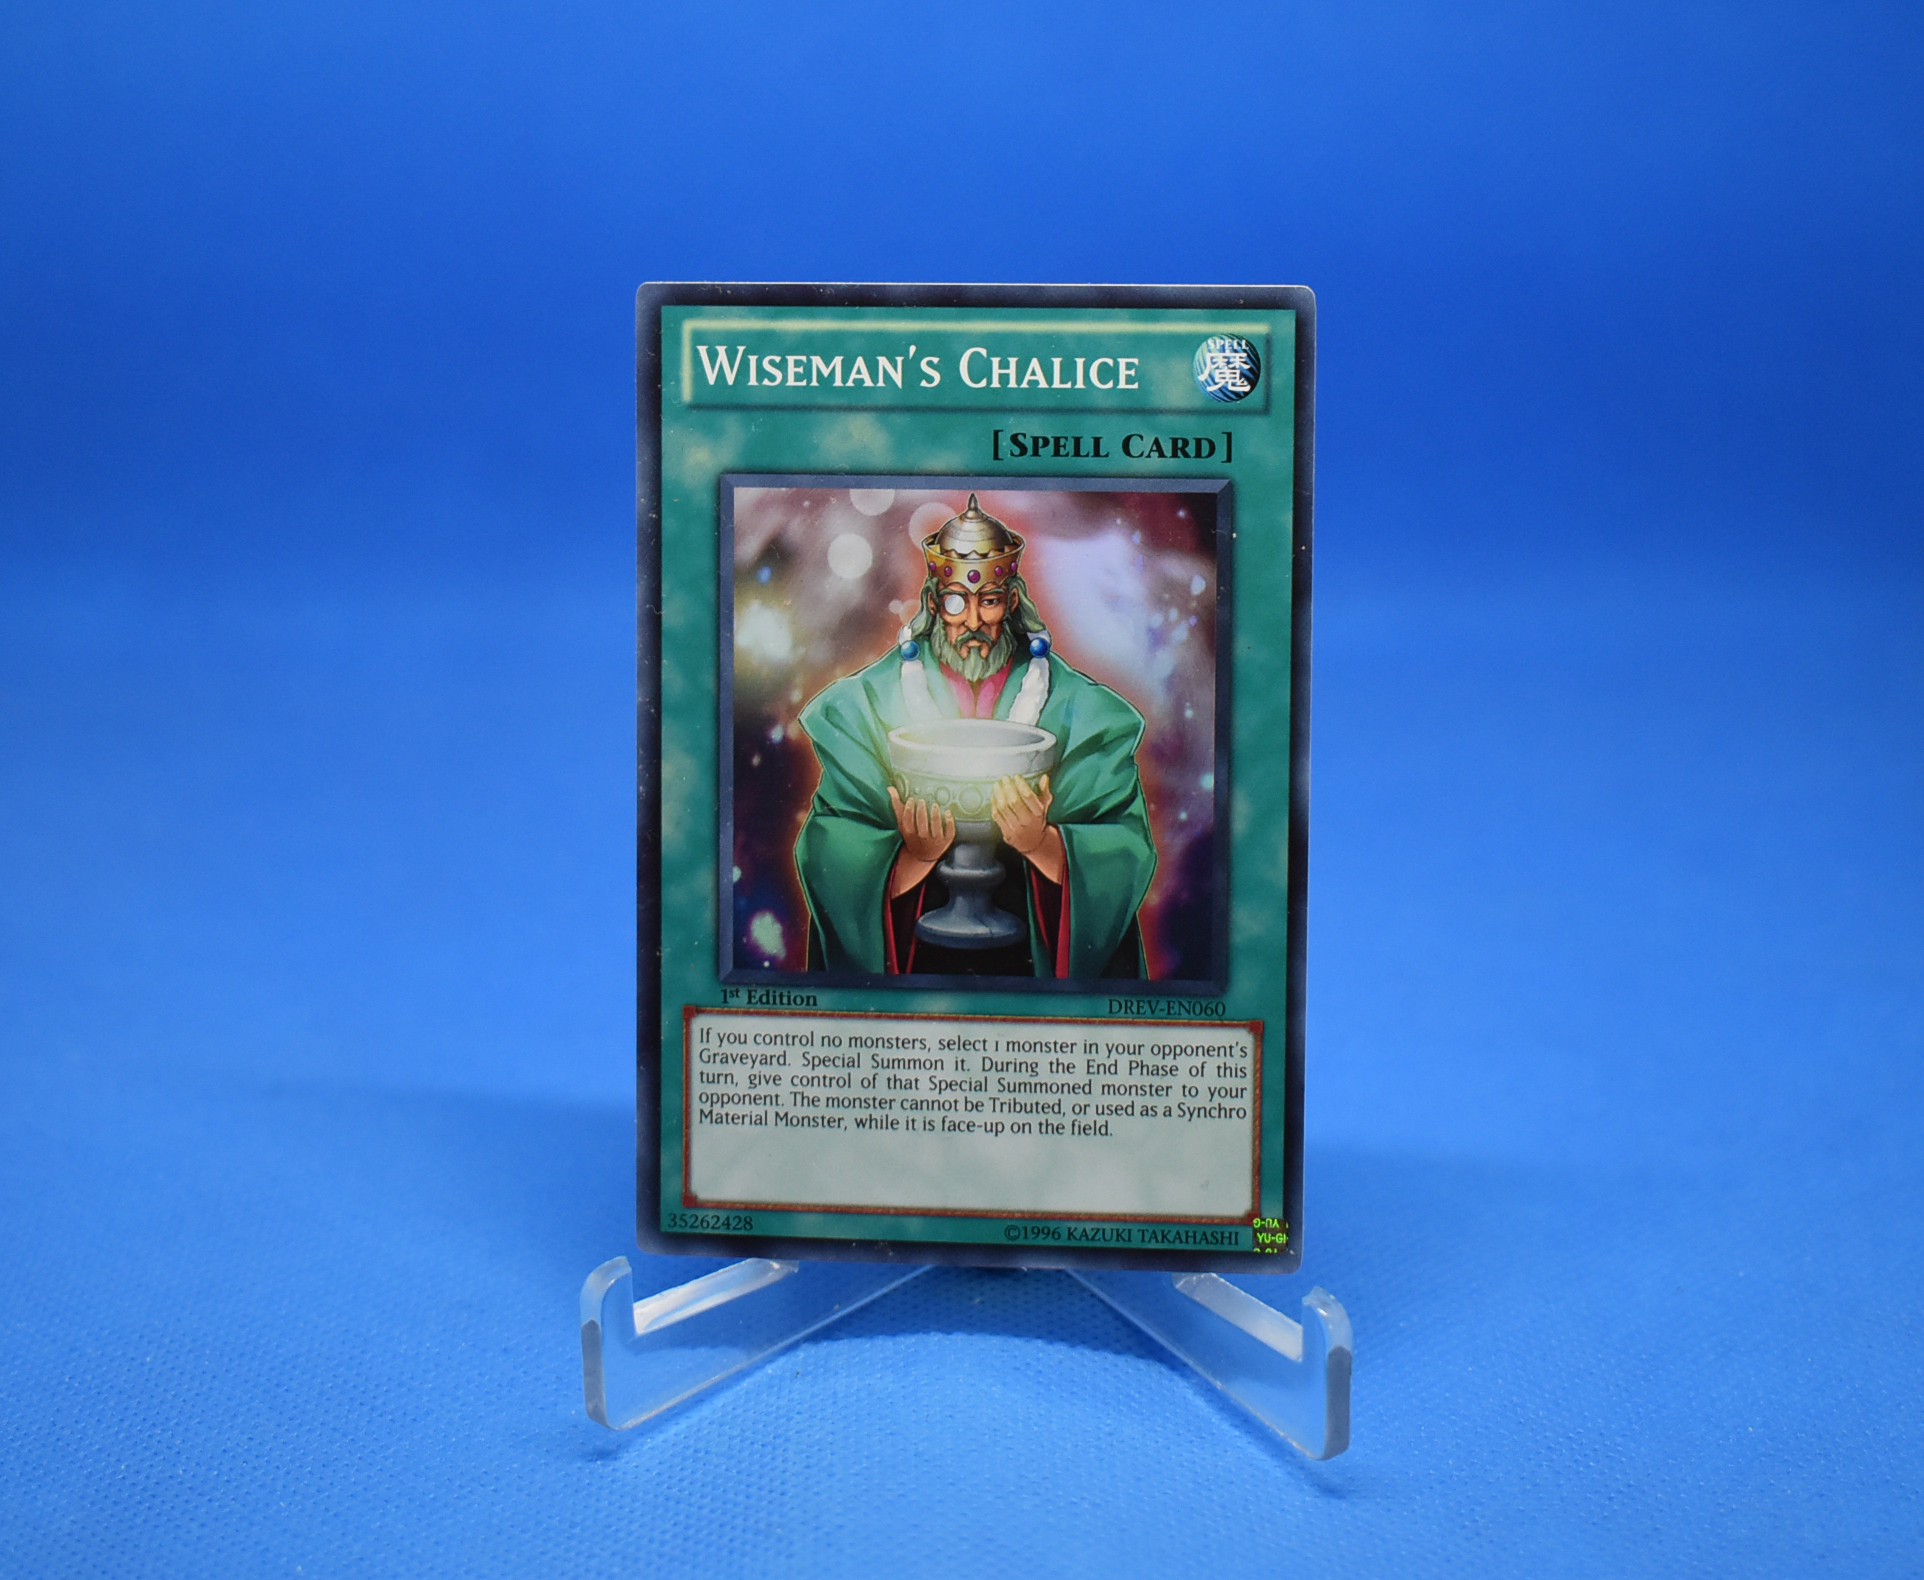 WISEMAN'S CHALICE
SPELL
魔
[SPELL CARD]
1st Edition
DREV-EN060
If you control no monsters, select 1 monster in your opponent's
Graveyard. Special Summon it. During the End Phase of this
turn, give control of that Special Summoned monster to your
opponent. The monster cannot be Tributed, or used as a Synchro
Material Monster, while it is face-up on the field.
35262428
©1996 KAZUKI TAKAHASHI
YU-G